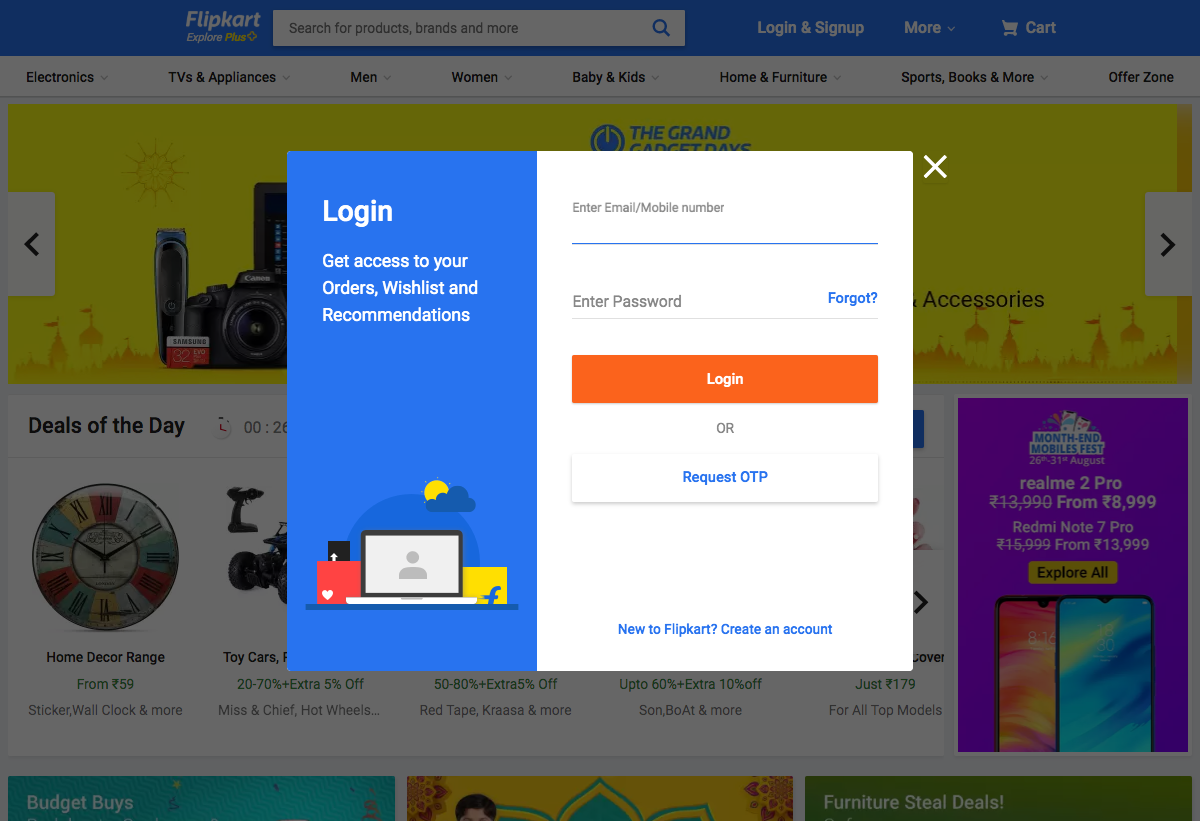 Flipkart
Explore Plus
Search for products, brands and more
Login & Signup
More
Cart
Electronics
TVs & Appliances
Men
Women
Baby & Kids
Home & Furniture
Sports, Books & More
Offer Zone
THE GRAND
GADGET DAYS
Canon
SAMSUNG
32 EVO
& Accessories
Login
Get access to your
Orders, Wishlist and
Recommendations
Enter Email/Mobile number
Enter Password
Forgot?
Login
OR
Request OTP
New to Flipkart? Create an account
Deals of the Day
00 : 26
Home Decor Range
From ₹59
Sticker,Wall Clock & more
Toy Cars,
20-70%+Extra 5% Off
Miss & Chief, Hot Wheels...
50-80%+Extra5% Off
Red Tape, Kraasa & more
Upto 60%+Extra 10%off
Son,BoAt & more
Just ₹179
For All Top Models
MONTH-END
MOBILES FEST
26th-31st August
realme 2 Pro
₹13,990 From ₹8,999
Redmi Note 7 Pro
₹15,999 From ₹13,999
Explore All
8:16
Budget Buys
Furniture Steal Deals!